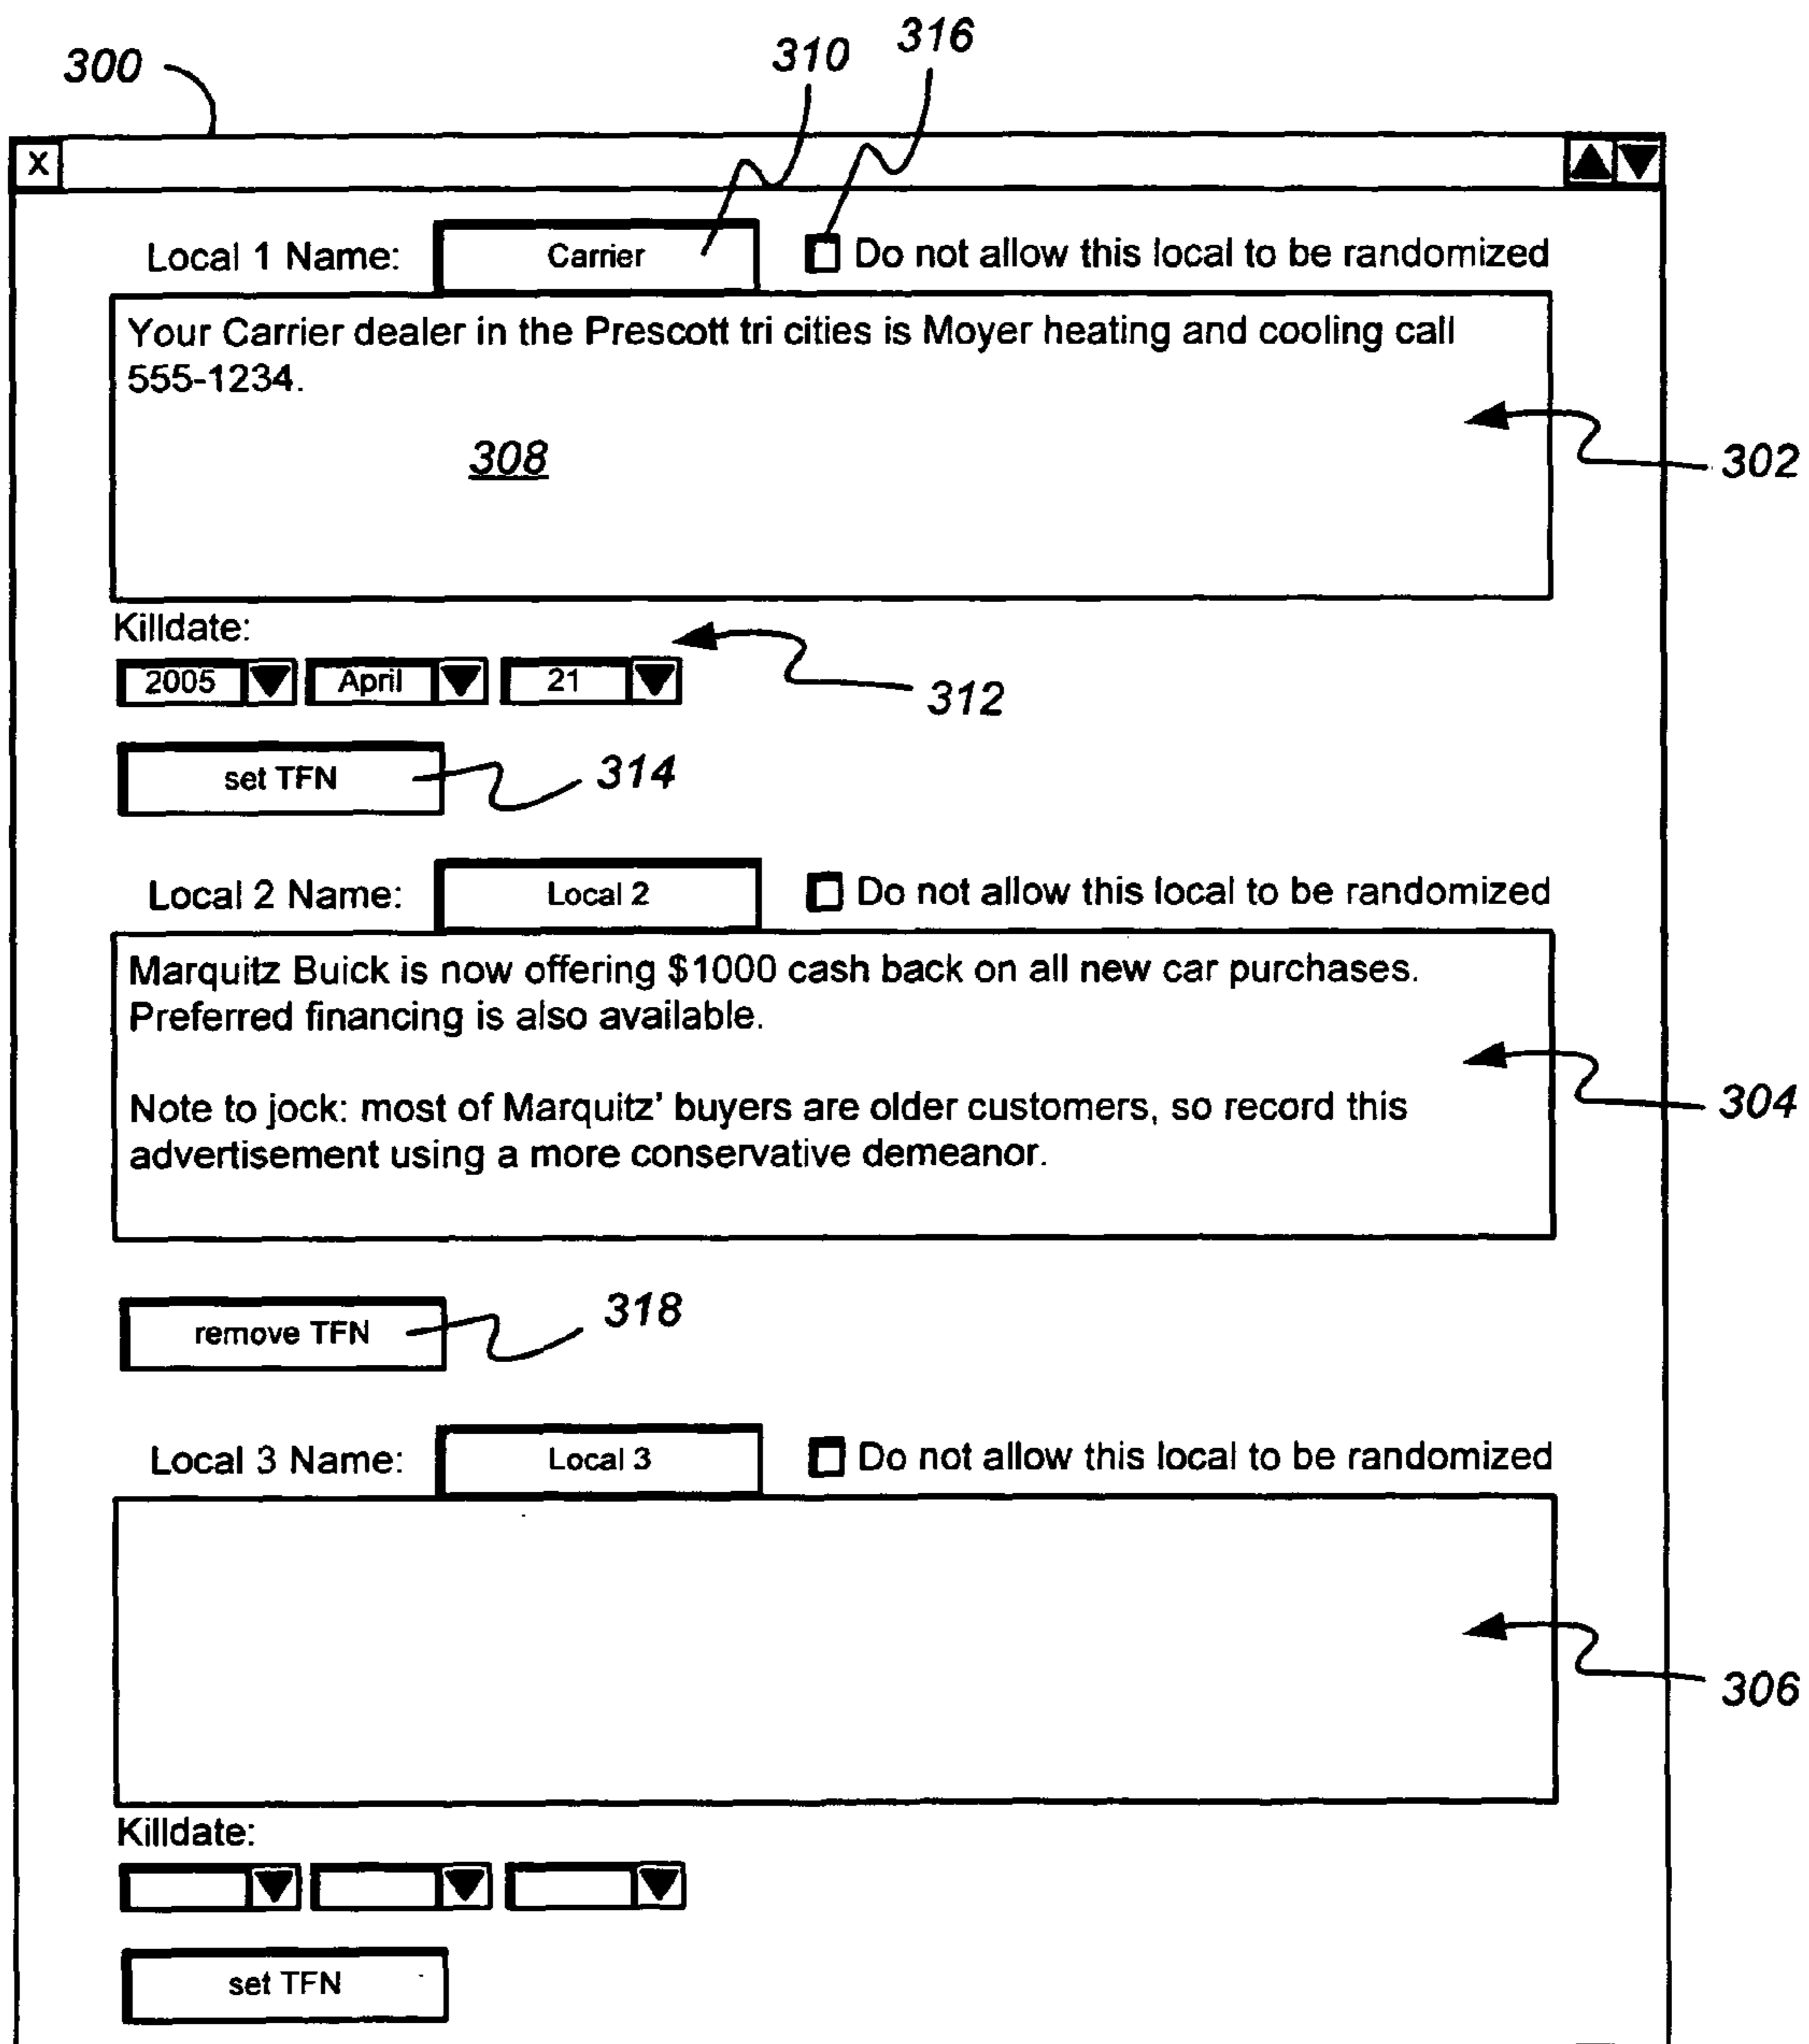 316
310
300
X
Local 1 Name: Carrier Do not allow this local to be randomized
Your Carrier dealer in the Prescott tri cities is Moyer heating and cooling call
555-1234.
308
302
Killdate:
2005 April 21
312
set TFN 314
Local 2 Name: Local 2 Do not allow this local to be randomized
Marquitz Buick is now offering $1000 cash back on all new car purchases.
Preferred financing is also available.
304
Note to jock: most of Marquitz’ buyers are older customers, so record this
advertisement using a more conservative demeanor.
remove TFN 318
Local 3 Name: Local 3 Do not allow this local to be randomized
306
Killdate:
set TFN